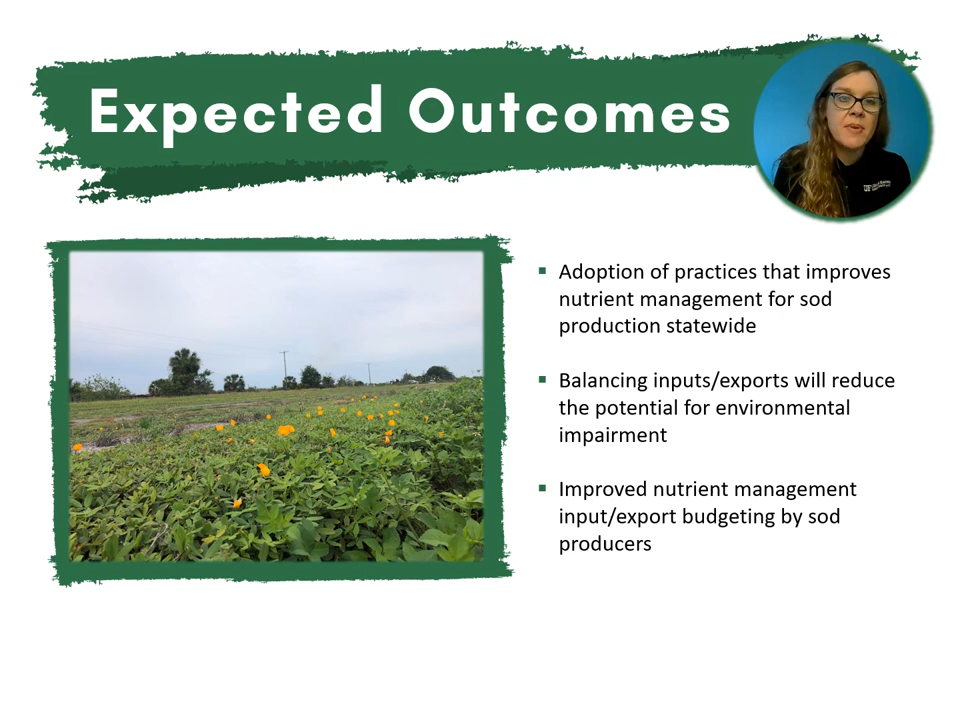 Expected Outcomes
UF
▪ Adoption of practices that improves
nutrient management for sod
production statewide
▪ Balancing inputs/exports will reduce
the potential for environmental
impairment
▪ Improved nutrient management
input/export budgeting by sod
producers